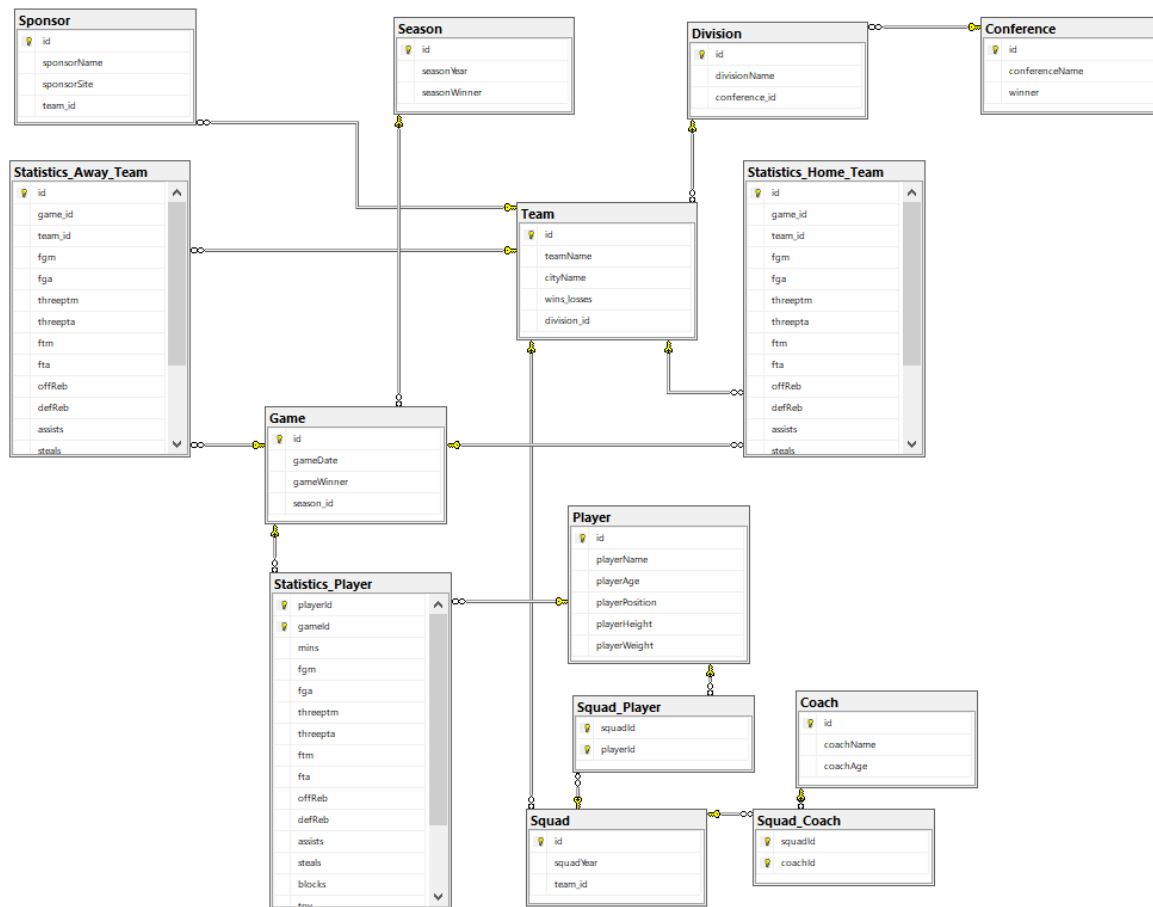 Sponsor
id
sponsorName
sponsorSite
team_id
Season
id
seasonYear
seasonWinner
Division
id
divisionName
conference_id
Conference
id
conferenceName
winner
Statistics_Away_Team
id
game_id
team_id
fgm
fga
threeptm
threepta
ftm
fta
offReb
defReb
assists
steals
Team
id
teamName
cityName
wins_losses
division_id
Statistics_Home_Team
id
game_id
team_id
fgm
fga
threeptm
threepta
ftm
fta
offReb
defReb
assists
steals
Game
id
gameDate
gameWinner
season_id
Statistics_Player
playerId
gameId
mins
fgm
fga
threeptm
threepta
ftm
fta
offReb
defReb
assists
steals
blocks
Player
id
playerName
playerAge
playerPosition
playerHeight
playerWeight
Squad_Player
squadId
playerId
Coach
id
coachName
coachAge
Squad
id
squadYear
team_id
Squad_Coach
squadId
coachId